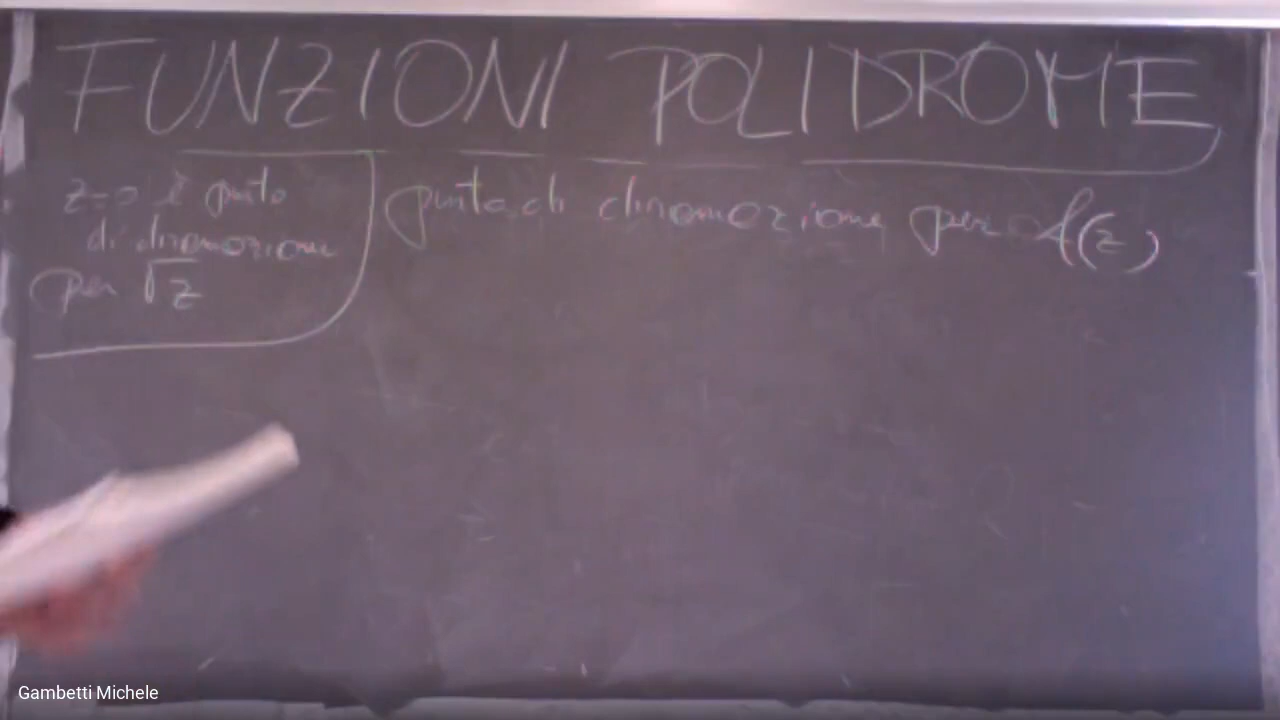 FUNZIONI POLIDROME
z=0 è punto
di diramazione
per √z
punto di diramazione per f(z)
Gambetti Michele